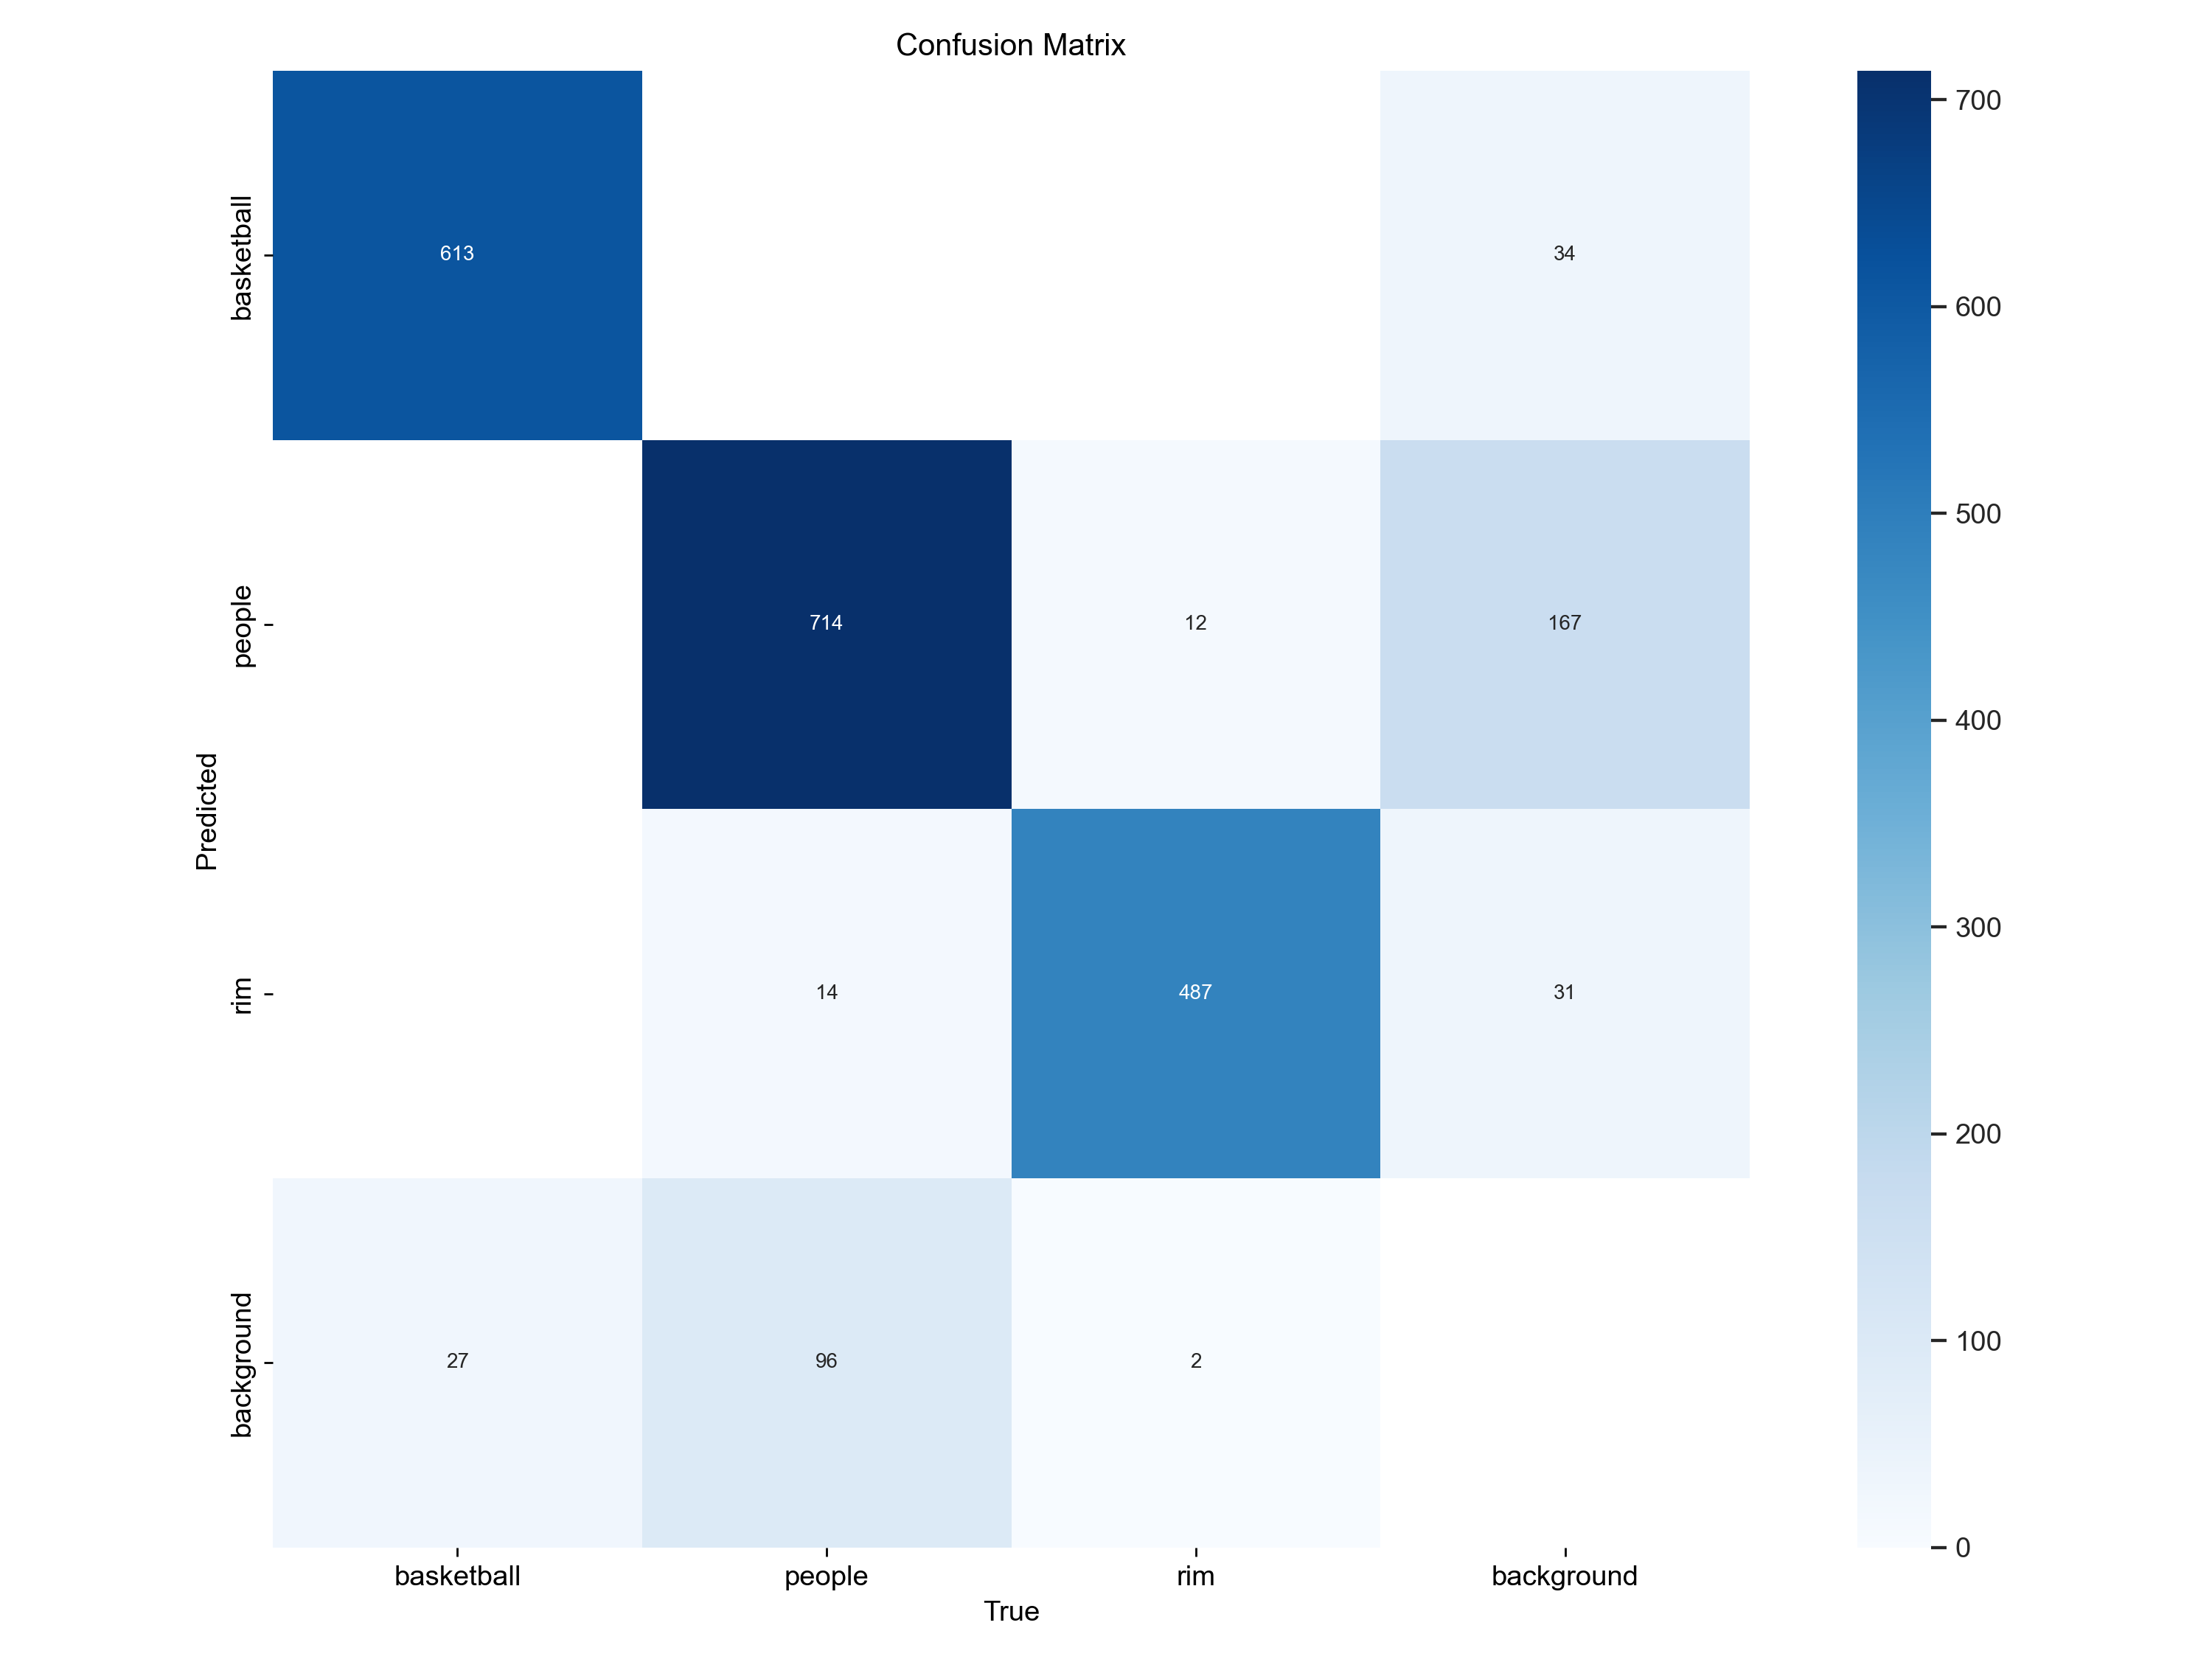 Confusion Matrix
basketball
613
34
people
714
12
167
rim
14
487
31
background
27
96
2
Predicted
basketball people rim background
True
700
600
500
400
300
200
100
0